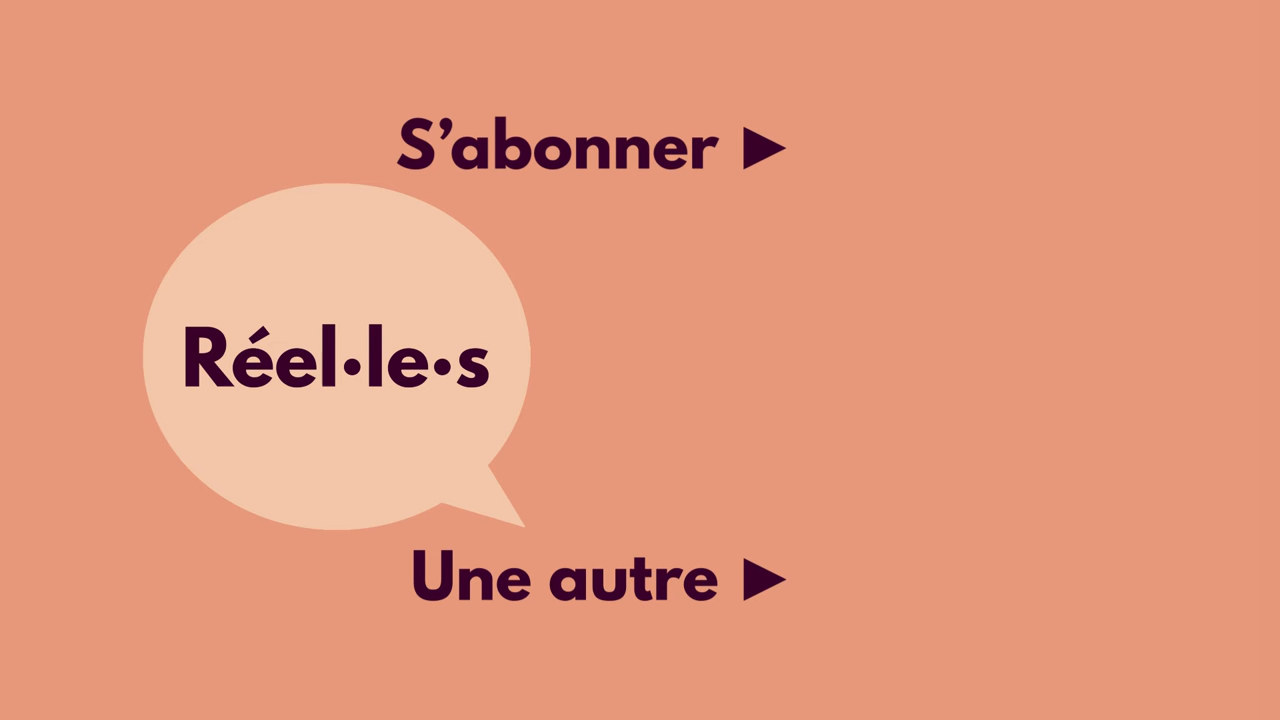 S’abonner ►
Réel•le•s
Une autre ►